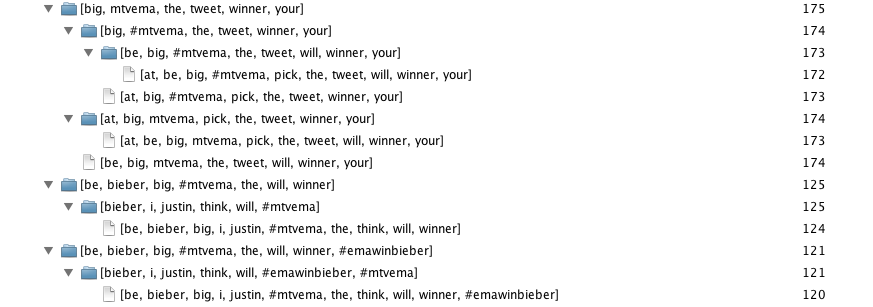 [big, mtvema, the, tweet, winner, your] 175
[big, #mtvema, the, tweet, winner, your] 174
[be, big, #mtvema, the, tweet, will, winner, your] 173
[at, be, big, #mtvema, pick, the, tweet, will, winner, your] 172
[at, big, #mtvema, pick, the, tweet, winner, your] 173
[at, big, mtvema, pick, the, tweet, winner, your] 174
[at, be, big, mtvema, pick, the, tweet, will, winner, your] 173
[be, big, mtvema, the, tweet, will, winner, your] 174
[be, bieber, big, #mtvema, the, will, winner] 125
[bieber, i, justin, think, will, #mtvema] 125
[be, bieber, big, i, justin, #mtvema, the, think, will, winner] 124
[be, bieber, big, #mtvema, the, will, winner, #emawinbieber] 121
[bieber, i, justin, think, will, #emawinbieber, #mtvema] 121
[be, bieber, big, i, justin, #mtvema, the, think, will, winner, #emawinbieber] 120